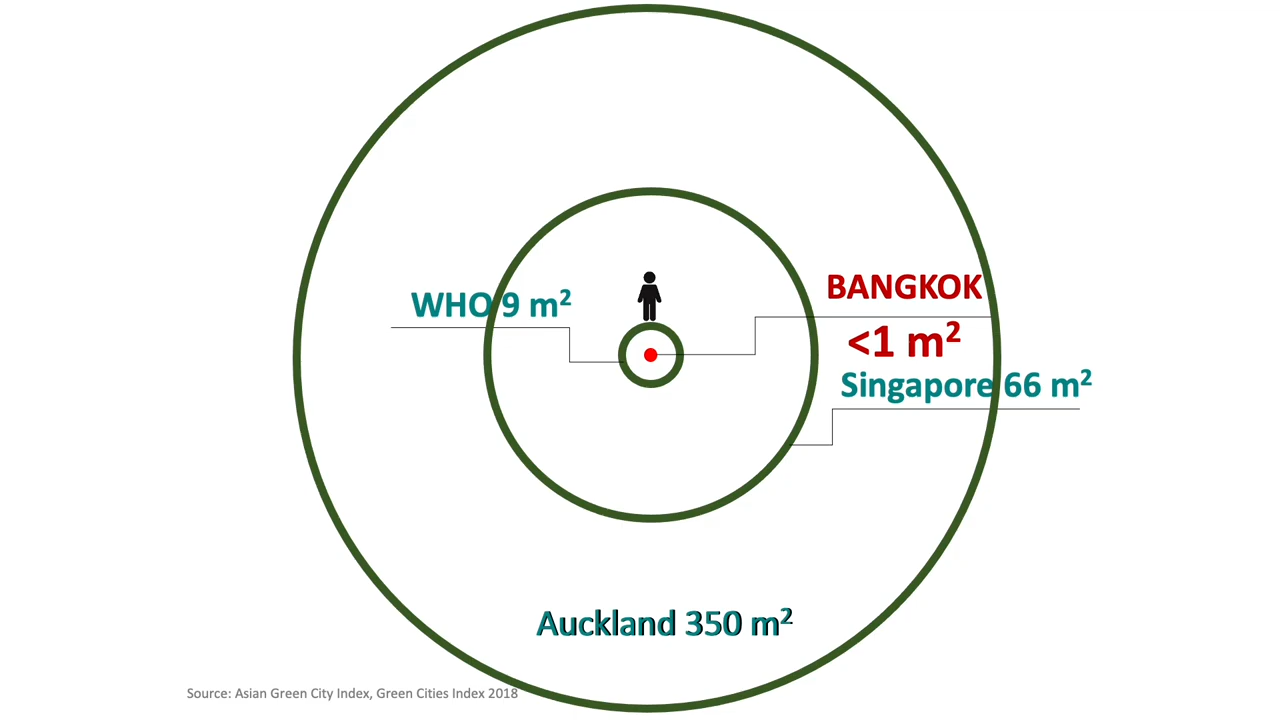 WHO 9 m²
BANGKOK
<1 m²
Singapore 66 m²
Auckland 350 m²
Source: Asian Green City Index, Green Cities Index 2018